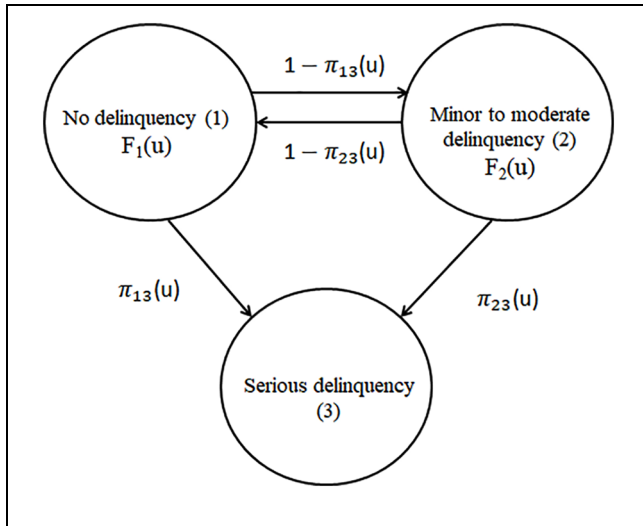 1 − π₁₃(u)
No delinquency (1)
F₁(u)
Minor to moderate
delinquency (2)
F₂(u)
1 − π₂₃(u)
π₁₃(u)
π₂₃(u)
Serious delinquency
(3)